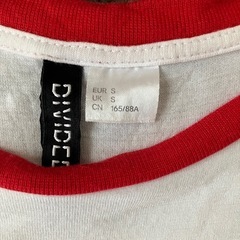 DIVIDED
EUR S
UK S
CN 165/88A